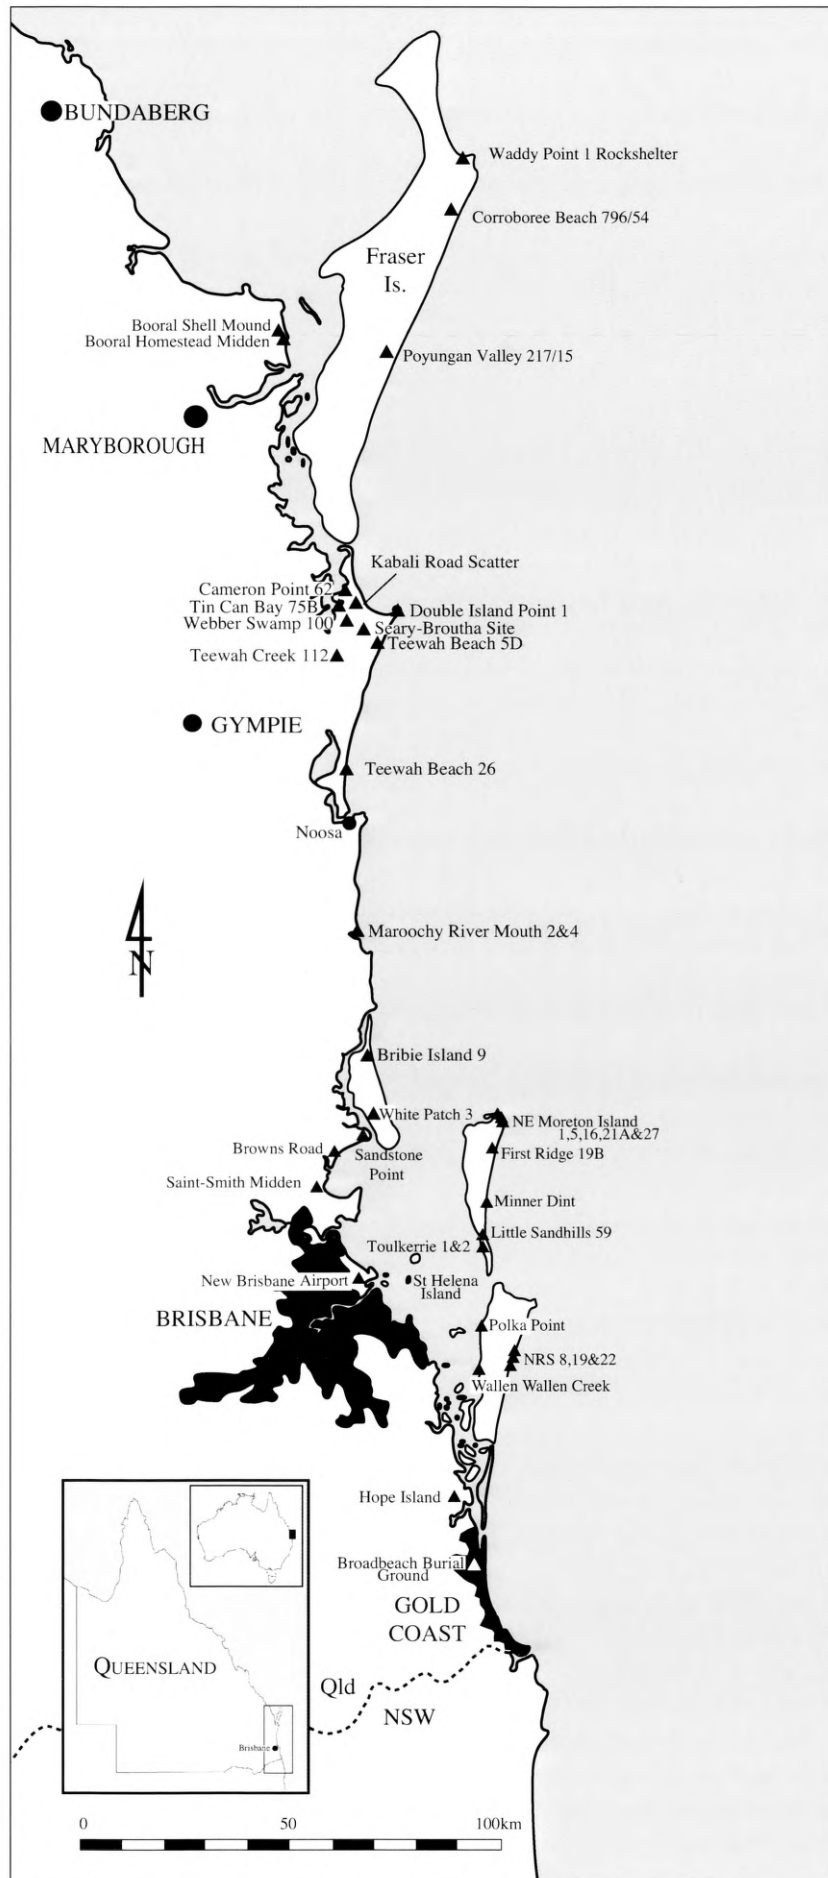 BUNDABERG
Waddy Point 1 Rockshelter
Corroboree Beach 796/54
Fraser
Is.
Booral Shell Mound
Booral Homestead Midden
Poyungan Valley 217/15
MARYBOROUGH
Kabali Road Scatter
Cameron Point 62
Tin Can Bay 75B
Double Island Point 1
Webber Swamp 100
Seary-Broutha Site
Teewah Beach 5D
Teewah Creek 112
GYMPIE
Teewah Beach 26
Noosa
Maroochy River Mouth 2&4
N
Bribie Island 9
White Patch 3
NE Moreton Island
1,5,16,21A&27
Browns Road
Sandstone
Point
First Ridge 19B
Saint-Smith Midden
Minner Dint
Little Sandhills 59
Toulkerrie 1&2
New Brisbane Airport
St Helena
Island
BRISBANE
Polka Point
NRS 8,19&22
Wallen Wallen Creek
Hope Island
Broadbeach Burial
Ground
GOLD
COAST
QUEENSLAND
Qld
NSW
Brisbane
0 50 100km